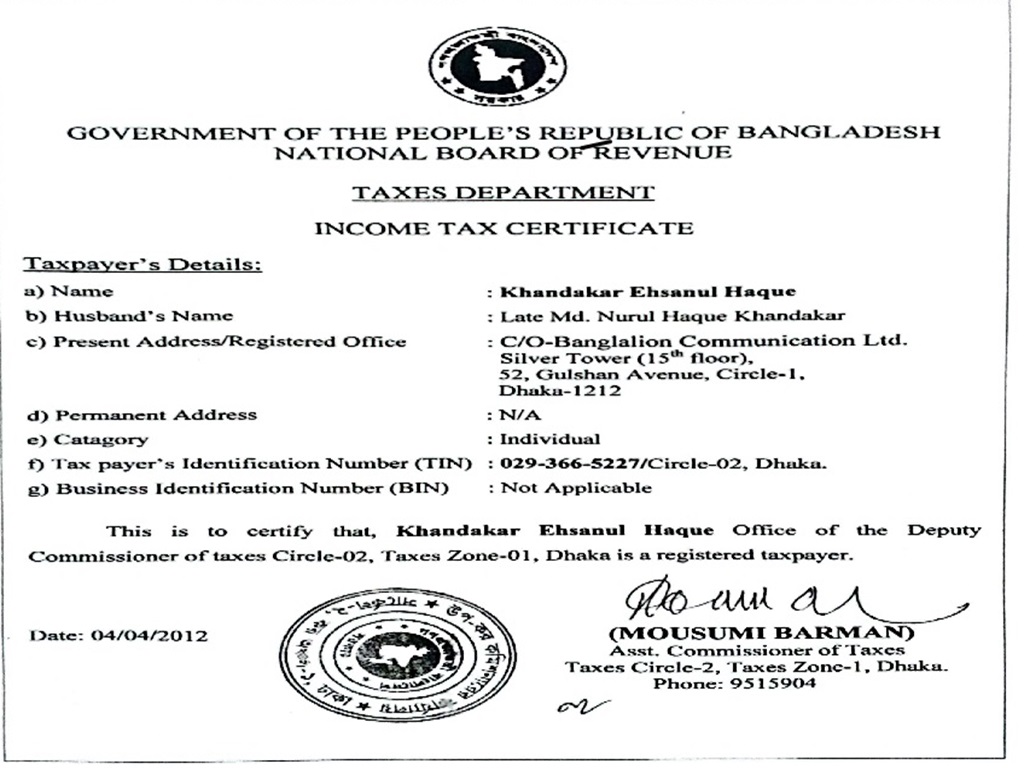 গণপ্রজাতন্ত্রী বাংলাদেশ
সরকার
GOVERNMENT OF THE PEOPLE'S REPUBLIC OF BANGLADESH
NATIONAL BOARD OF REVENUE
TAXES DEPARTMENT
INCOME TAX CERTIFICATE
Taxpayer's Details:
a) Name : Khandakar Ehsanul Haque
b) Husband's Name : Late Md. Nurul Haque Khandakar
c) Present Address/Registered Office : C/O-Banglalion Communication Ltd.
Silver Tower (15th floor),
52, Gulshan Avenue, Circle-1,
Dhaka-1212
d) Permanent Address : N/A
e) Catagory : Individual
f) Tax payer's Identification Number (TIN) : 029-366-5227/Circle-02, Dhaka.
g) Business Identification Number (BIN) : Not Applicable
This is to certify that, Khandakar Ehsanul Haque Office of the Deputy
Commissioner of taxes Circle-02, Taxes Zone-01, Dhaka is a registered taxpayer.
Date: 04/04/2012
(MOUSUMI BARMAN)
Asst. Commissioner of Taxes
Taxes Circle-2, Taxes Zone-1, Dhaka.
Phone: 9515904